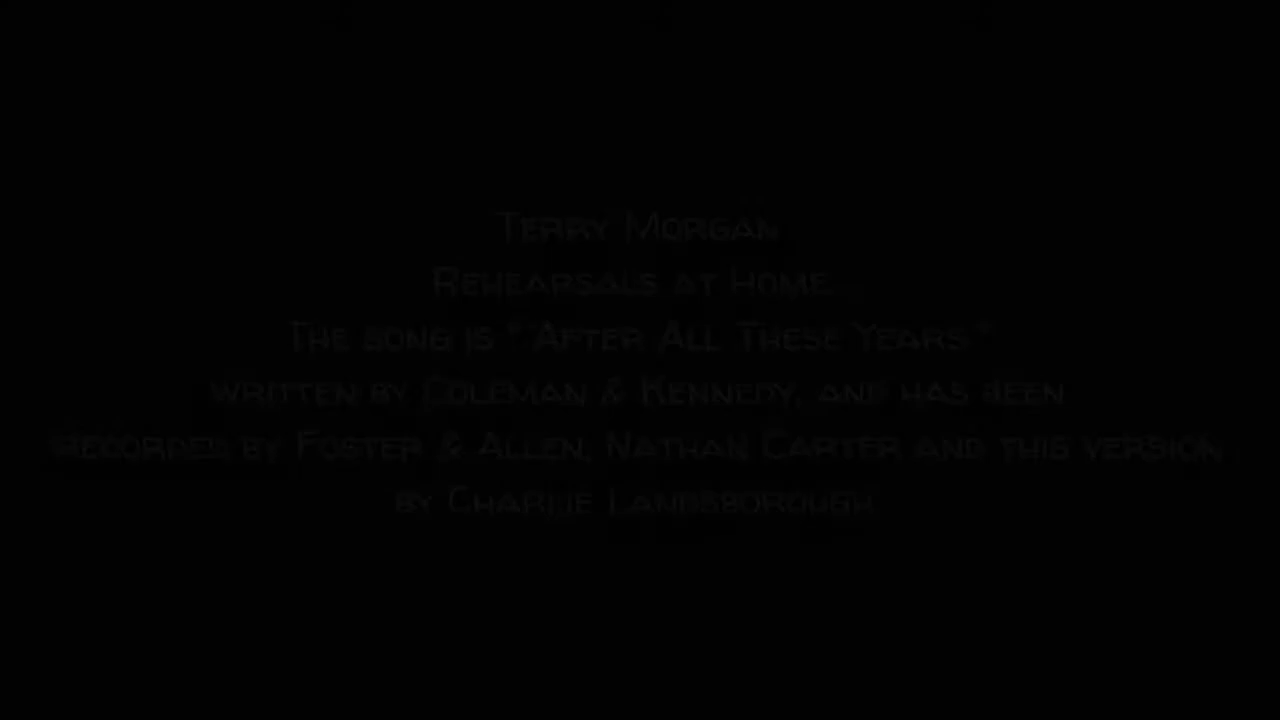 Terry Morgan
Rehearsals at Home...
The song is " After All These Years "
written by Coleman & Kennedy, and has been
recorded by Foster & Allen, Nathan Carter and this version
by Charlie Landsborough